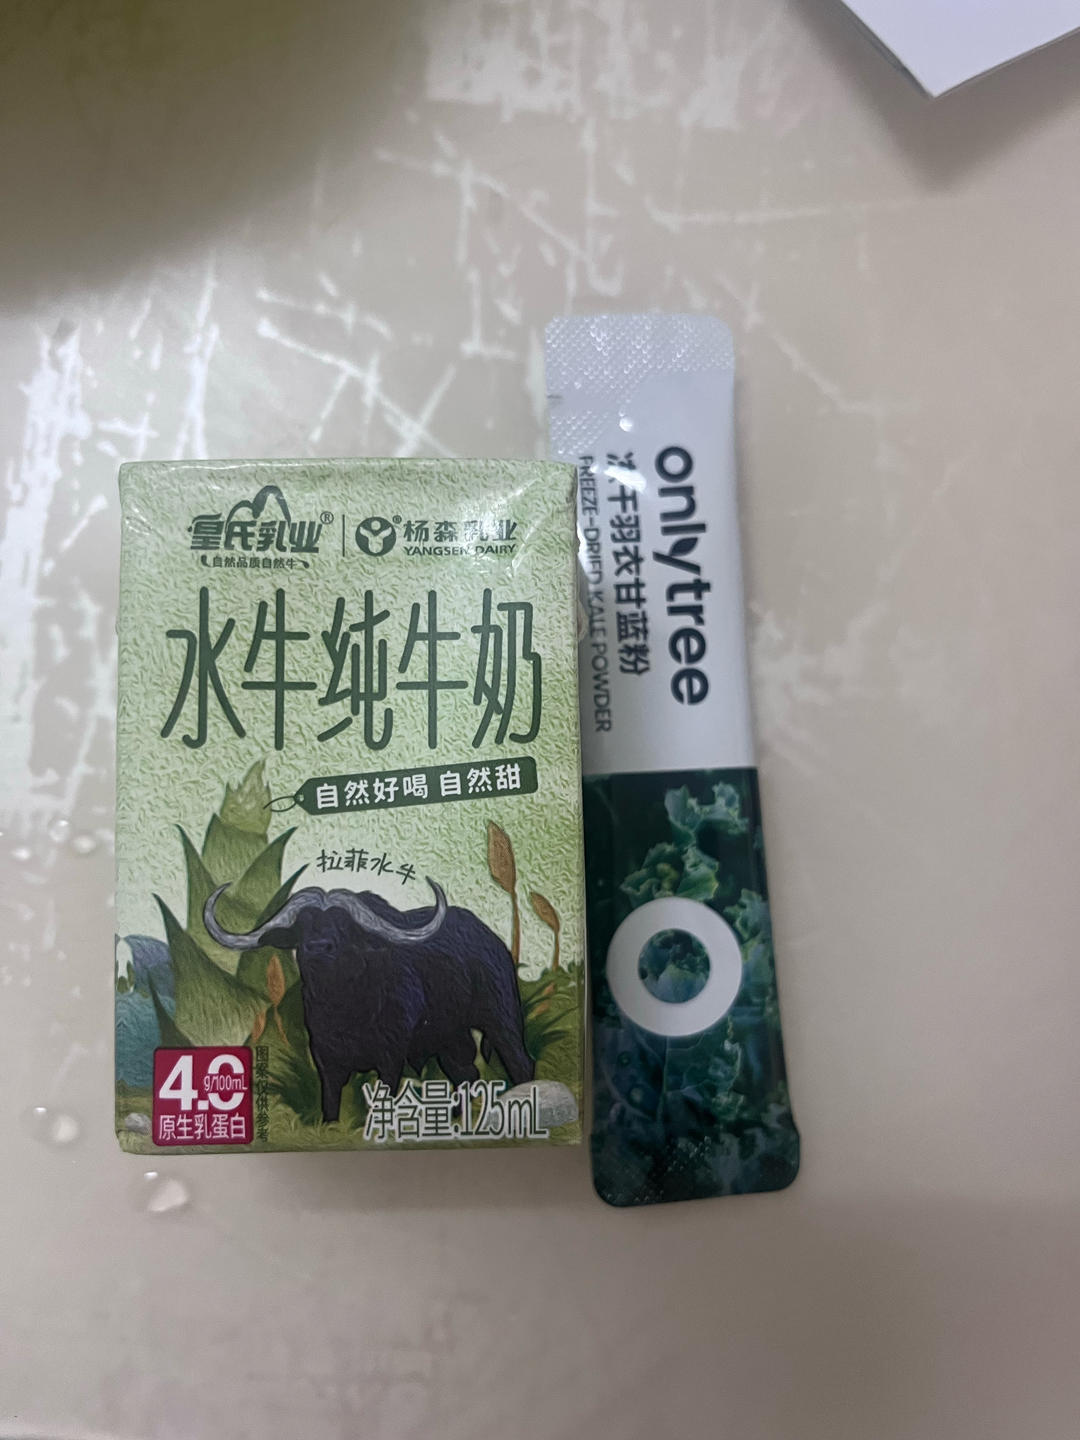 皇氏乳业®
自然品质自然牛
®杨森乳业
YANGSEN DAIRY
水牛纯牛奶
自然好喝 自然甜
拉菲水牛
4.0
g/100mL
原生乳蛋白
图案仅供参考
净含量:125mL
onlytree
冻干羽衣甘蓝粉
FREEZE-DRIED KALE POWDER